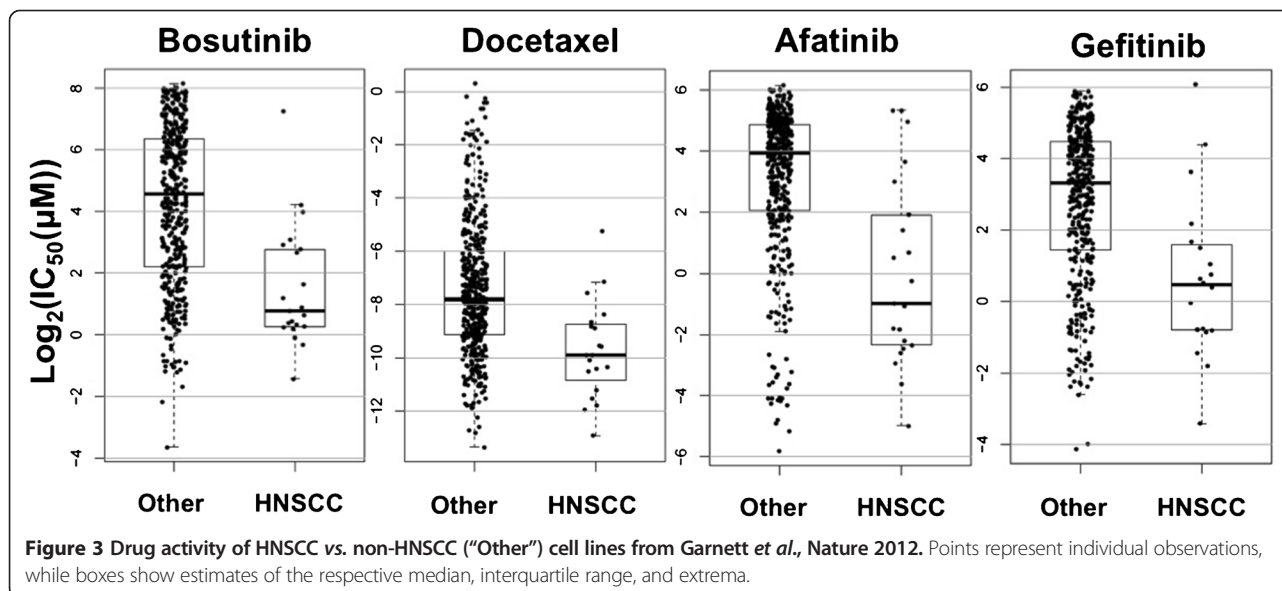 Bosutinib
Docetaxel
Afatinib
Gefitinib
Log₂(IC₅₀(µM))
8
6
4
2
0
−2
−4
0
−2
−4
−6
−8
−10
−12
6
4
2
0
−2
−4
−6
6
4
2
0
−2
−4
Other HNSCC
Other HNSCC
Other HNSCC
Other HNSCC
Figure 3 Drug activity of HNSCC vs. non-HNSCC (“Other”) cell lines from Garnett et al., Nature 2012. Points represent individual observations,
while boxes show estimates of the respective median, interquartile range, and extrema.